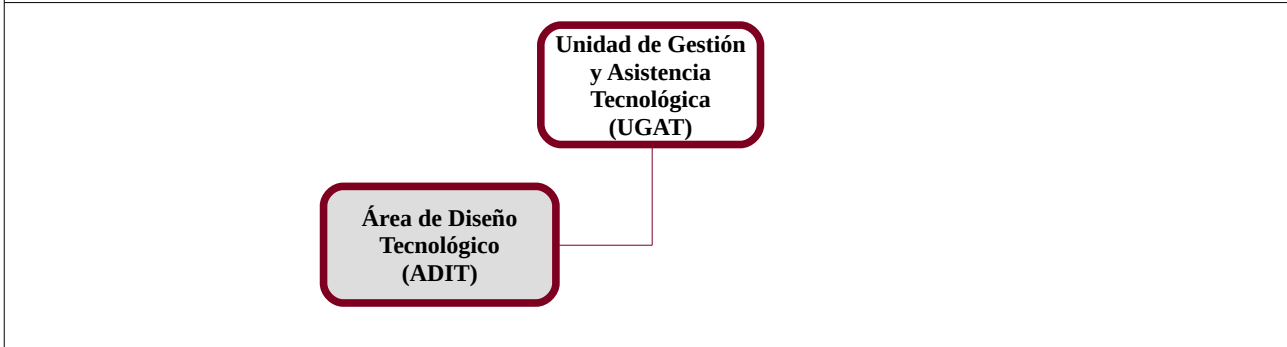 Unidad de Gestión
y Asistencia
Tecnológica
(UGAT)
Área de Diseño
Tecnológico
(ADIT)